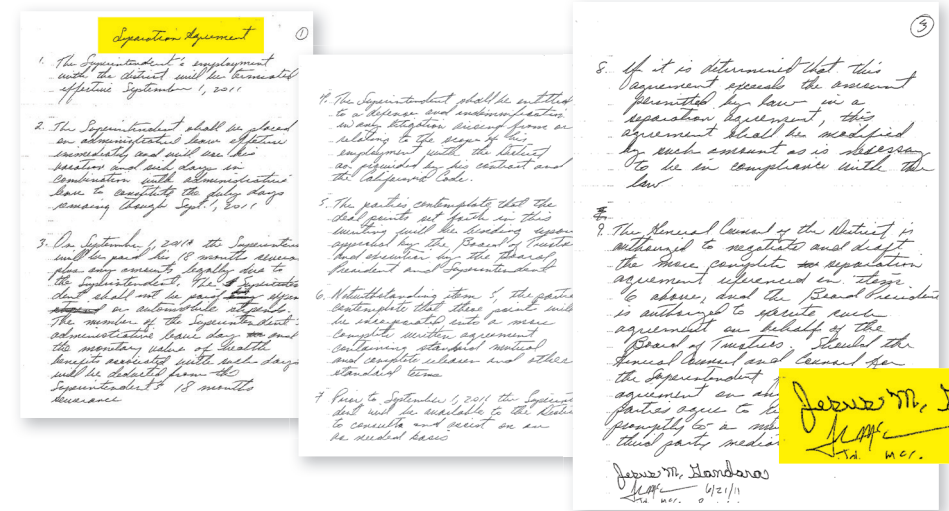 Separation Agreement
①
1. The Superintendent's employment
with the district will be terminated
effective September 1, 2011
2. The Superintendent shall be placed
on administrative leave effective
immediately and will use his
vacation and sick days in
combination with administrative
leave to constitute the duty days
remaing though Sept. 1, 2011
3. On September 1, 2011 the Superinten
will be paid his 18 months severa
plus any amounts legally due to
the Superintendent. The Superinten
dent shall not be paid
or automobile stipends.
The number of the Superintendent
administrative leave days and
the monetary value of Health
benefits associated with such days
will be deducted from the
Superintendent's 18 months
severance
4. The Superintendent shall be entitled
to a defense and indemnification
in any litigation arising from or
relating to the scope of his
employment with the District
as provided in his contract and
the California Code.
5. The parties contemplate that the
deal points set forth in this
writing will be binding upon
approval by the Board of Truste
and execution by the Board
President and Superintendent
6. Notwithstanding item 5, the partie
contemplate that these points will
be incorporated into a more
complete written agreement
containing standard mutual
and complete releases and other
standard terms
7 Prior to September 1, 2011 the Superin
dent will be available to the Distric
to consult and assist on an
as needed basis
③
8. If it is determined that this
agreement exceeds the amount
permitted by law in a
separation agreement, this
agreement shall be modified
by such amount as is necessary
to be in compliance with the
law
9. The General Counsel of the District is
authorized to negotiate and draft
the more complete separation
agreement referenced in item
6 above, and the Board President
is authorized to execute such
agreement on behalf of the
Board of Trustees. Should the
General Counsel and Counsel for
the Superintendent
agreement on any
parties agree to
promptly to a
third party media
Jesus M. Gandara
6/21/11
Jesus M.